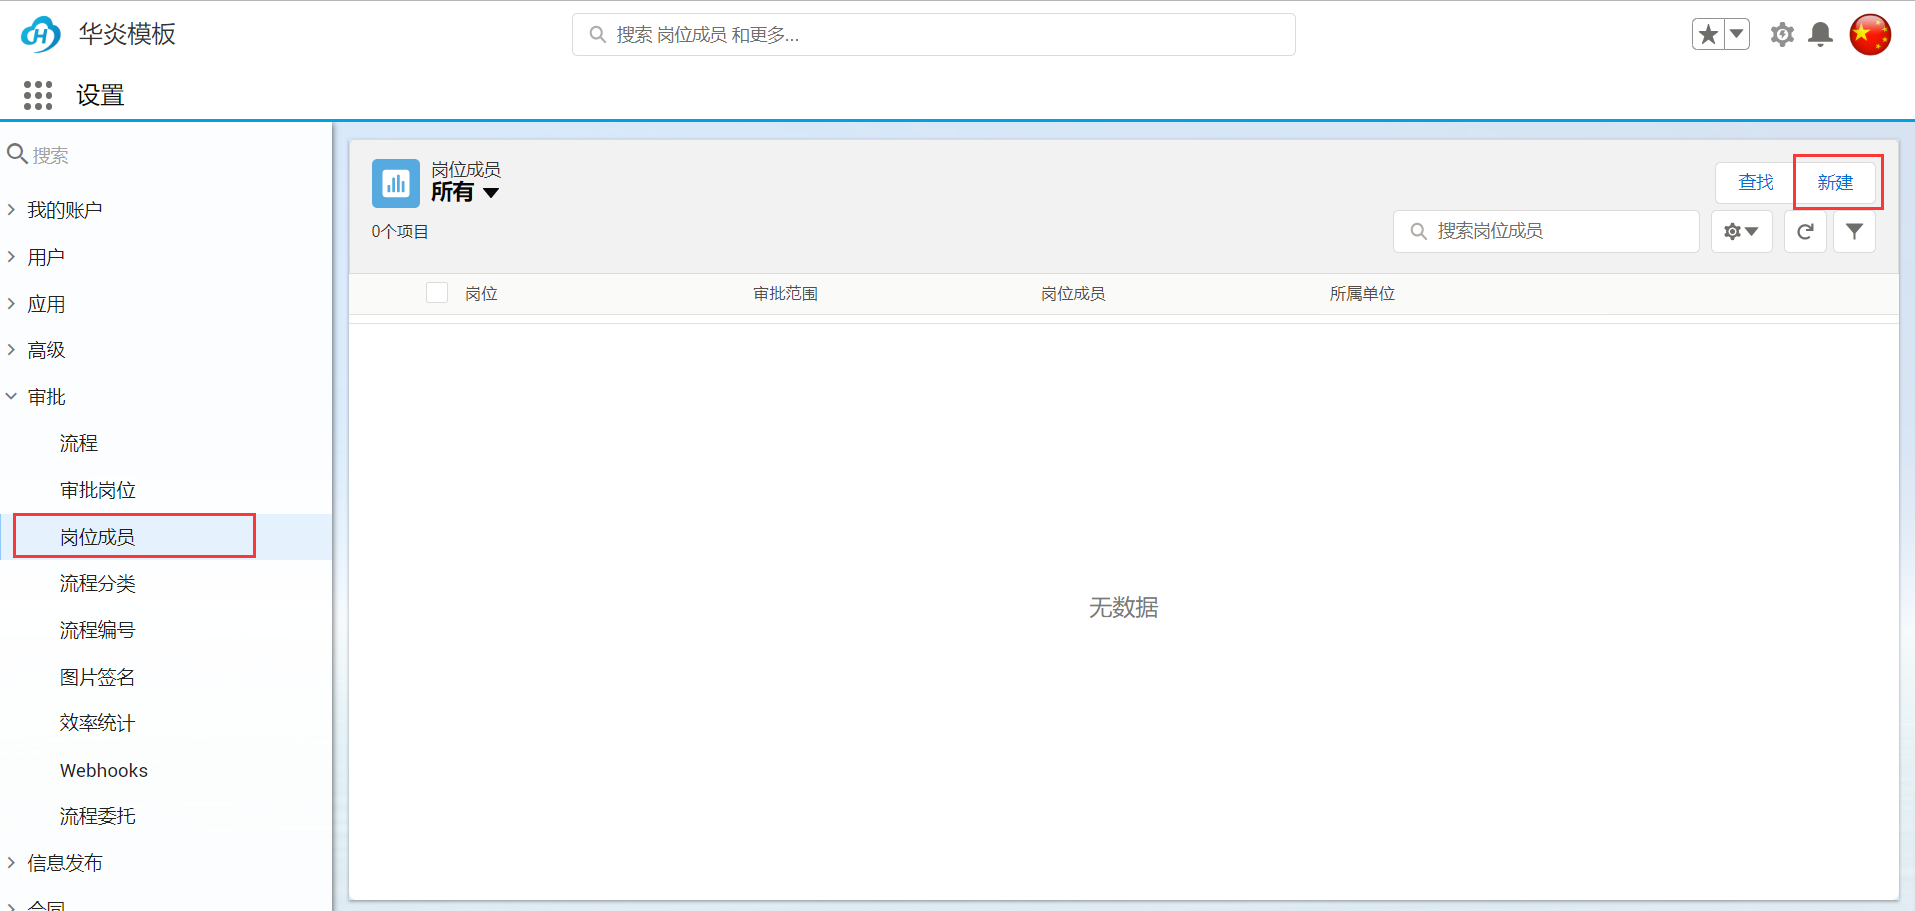 华炎模板
搜索 岗位成员 和更多...
设置
搜索
我的账户
用户
应用
高级
审批
流程
审批岗位
岗位成员
流程分类
流程编号
图片签名
效率统计
Webhooks
流程委托
信息发布
合同
岗位成员
所有
0个项目
查找
新建
搜索岗位成员
岗位 审批范围 岗位成员 所属单位
无数据